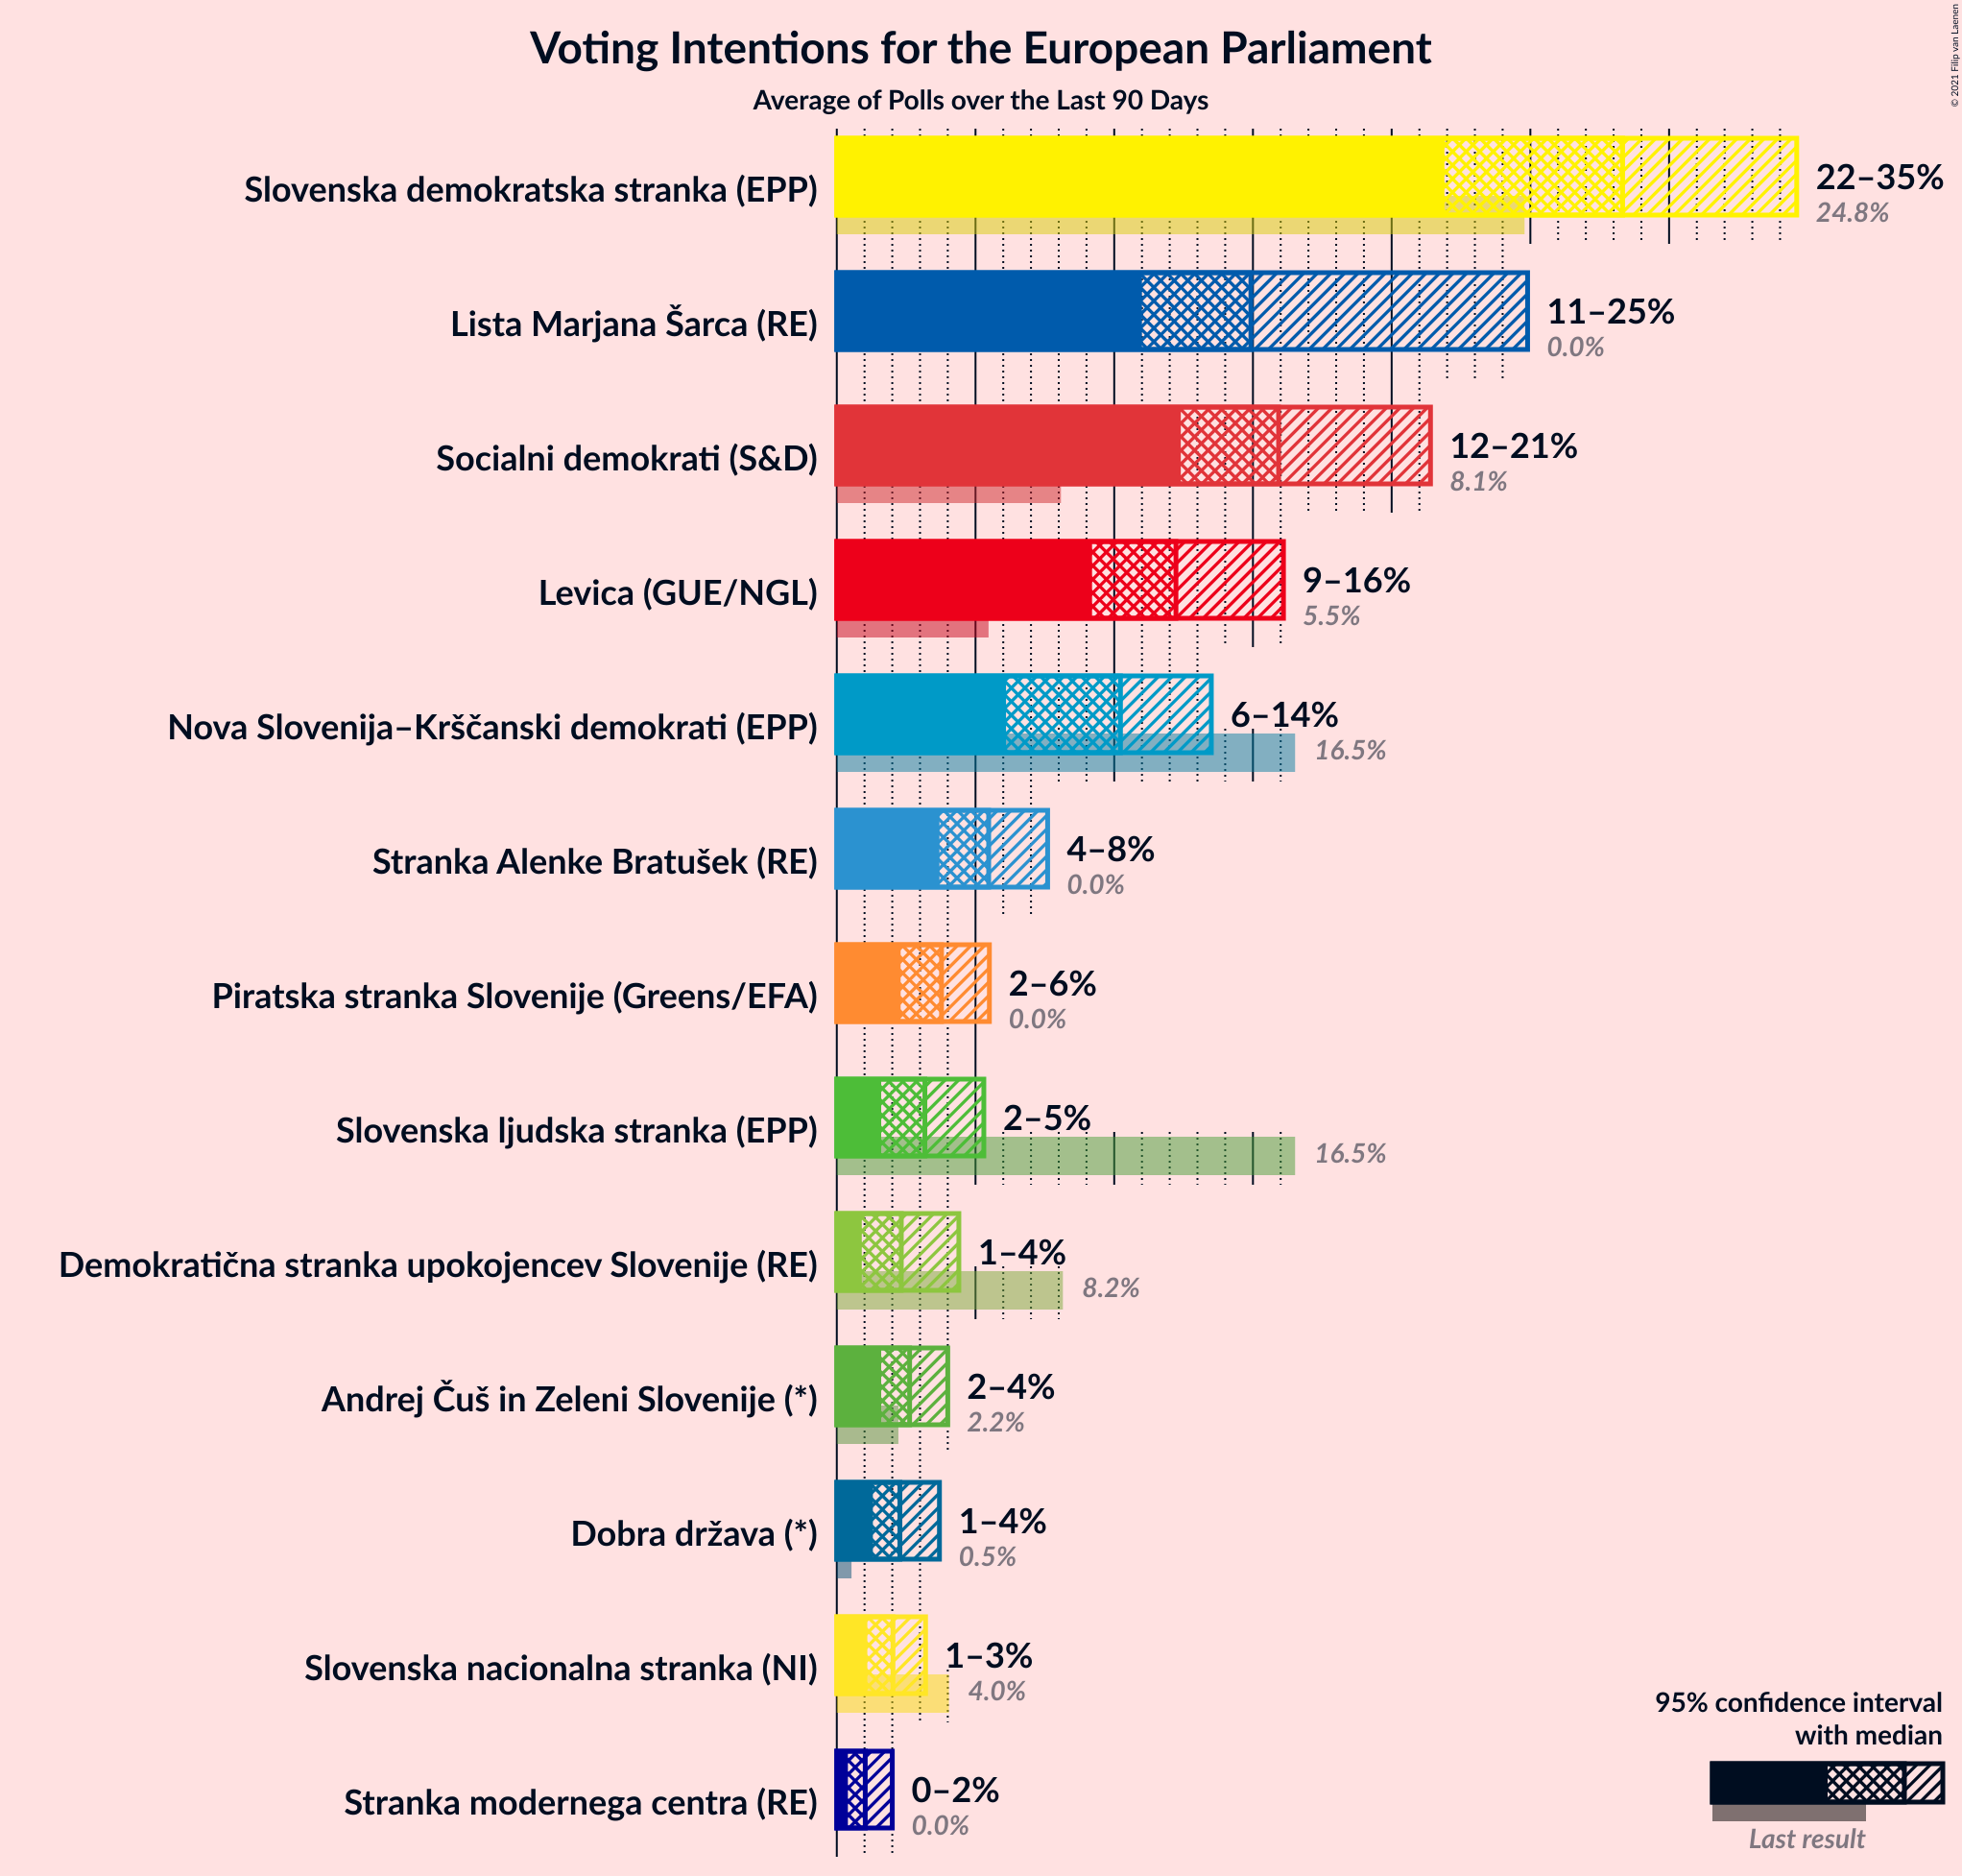 Voting Intentions for the European Parliament
Average of Polls over the Last 90 Days
© 2021 Filip van Laenen
Slovenska demokratska stranka (EPP)
22–35%
24.8%
Lista Marjana Šarca (RE)
11–25%
0.0%
Socialni demokrati (S&D)
12–21%
8.1%
Levica (GUE/NGL)
9–16%
5.5%
Nova Slovenija–Krščanski demokrati (EPP)
6–14%
16.5%
Stranka Alenke Bratušek (RE)
4–8%
0.0%
Piratska stranka Slovenije (Greens/EFA)
2–6%
0.0%
Slovenska ljudska stranka (EPP)
2–5%
16.5%
Demokratična stranka upokojencev Slovenije (RE)
1–4%
8.2%
Andrej Čuš in Zeleni Slovenije (*)
2–4%
2.2%
Dobra država (*)
1–4%
0.5%
Slovenska nacionalna stranka (NI)
1–3%
4.0%
Stranka modernega centra (RE)
0–2%
0.0%
95% confidence interval
with median
Last result